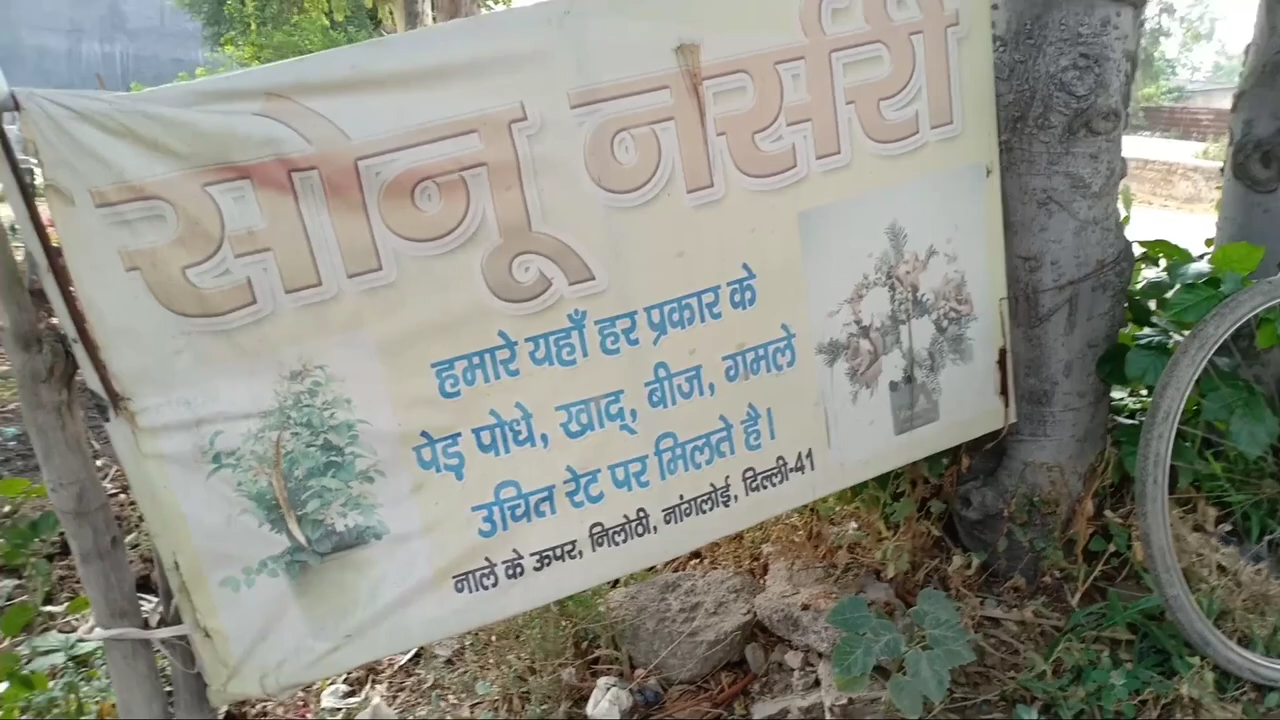 सोनू नर्सरी
हमारे यहाँ हर प्रकार के
पेड़ पोधे, खाद्, बीज, गमले
उचित रेट पर मिलते है।
नाले के ऊपर, निलोठी, नांगलोई, दिल्ली-41